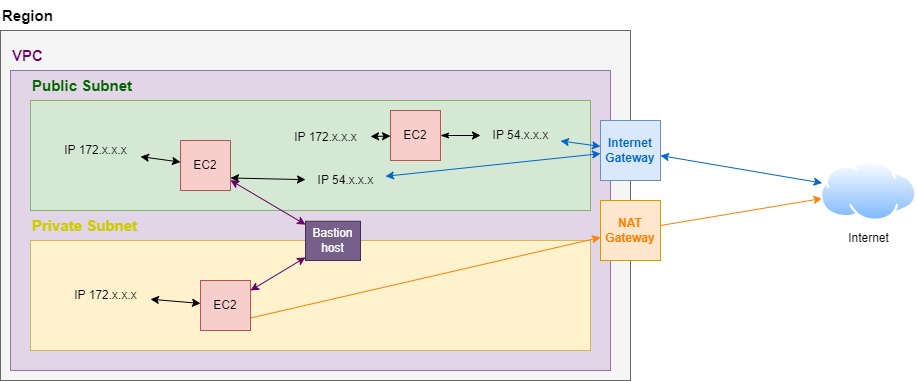 Region
VPC
Public Subnet
IP 172.x.x.x
EC2
IP 172.x.x.x
EC2
IP 54.x.x.x
IP 54.x.x.x
Internet
Gateway
Private Subnet
Bastion
host
NAT
Gateway
Internet
IP 172.x.x.x
EC2